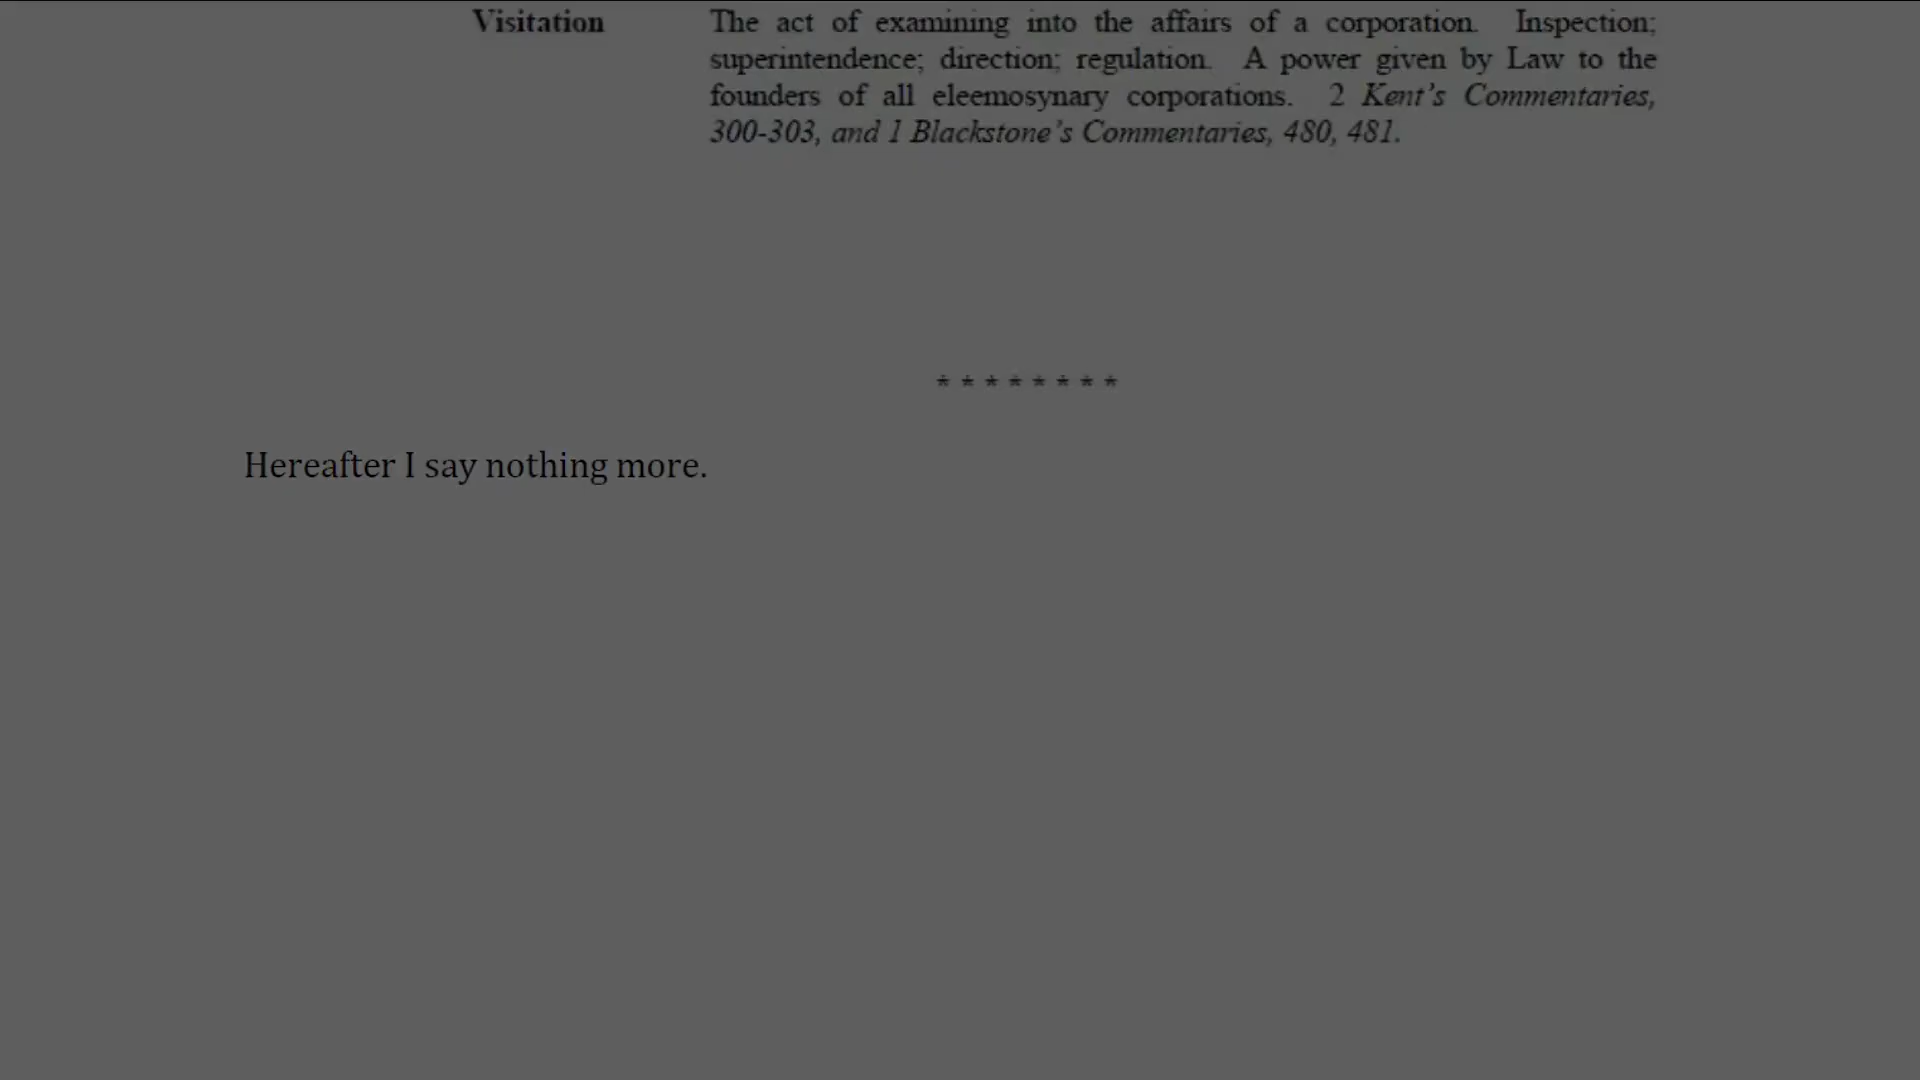 Visitation The act of examining into the affairs of a corporation. Inspection;
superintendence; direction; regulation. A power given by Law to the
founders of all eleemosynary corporations. 2 Kent's Commentaries,
300-303, and 1 Blackstone's Commentaries, 480, 481.
* * * * * * * *
Hereafter I say nothing more.